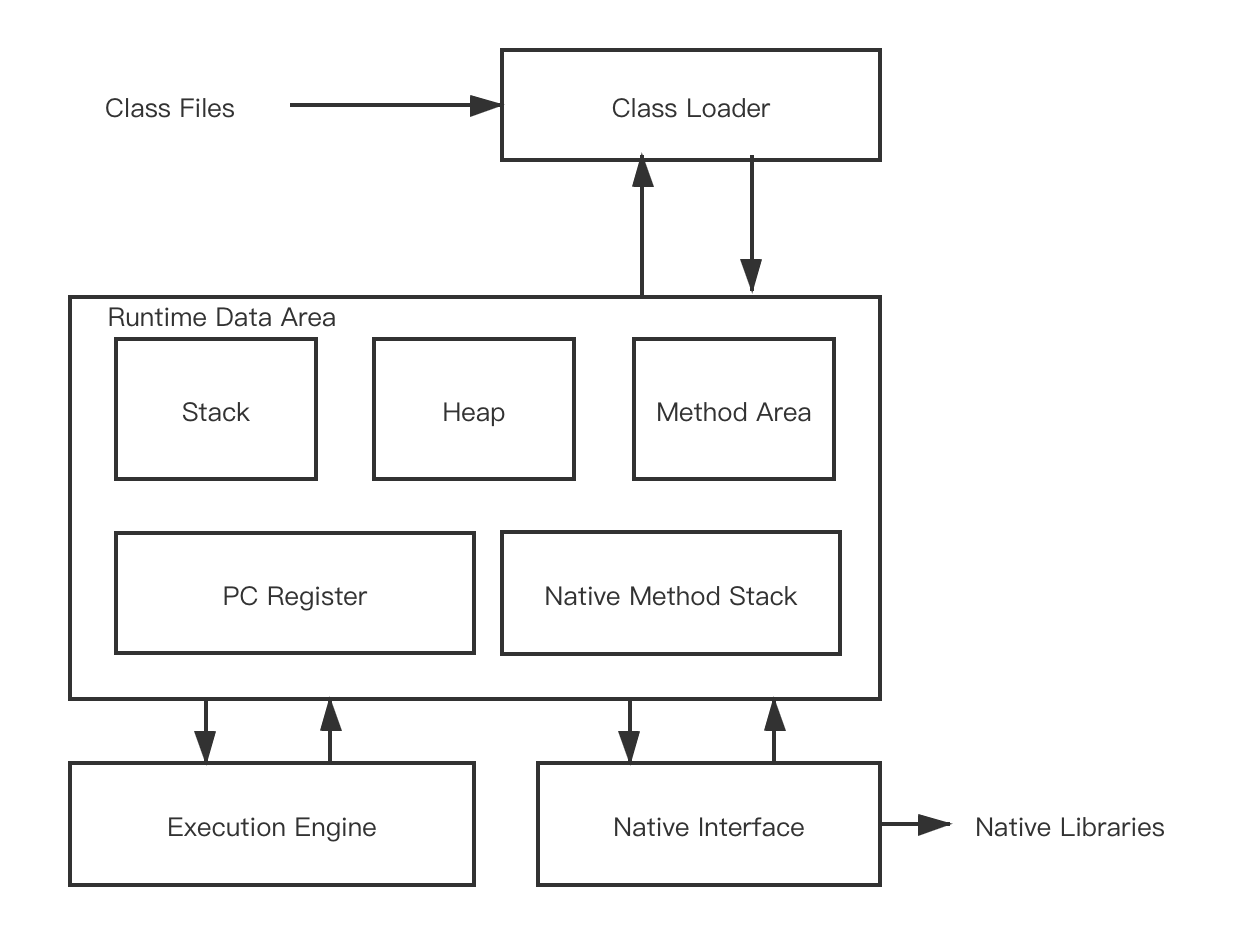 Class Files
Class Loader
Runtime Data Area
Stack
Heap
Method Area
PC Register
Native Method Stack
Execution Engine
Native Interface
Native Libraries